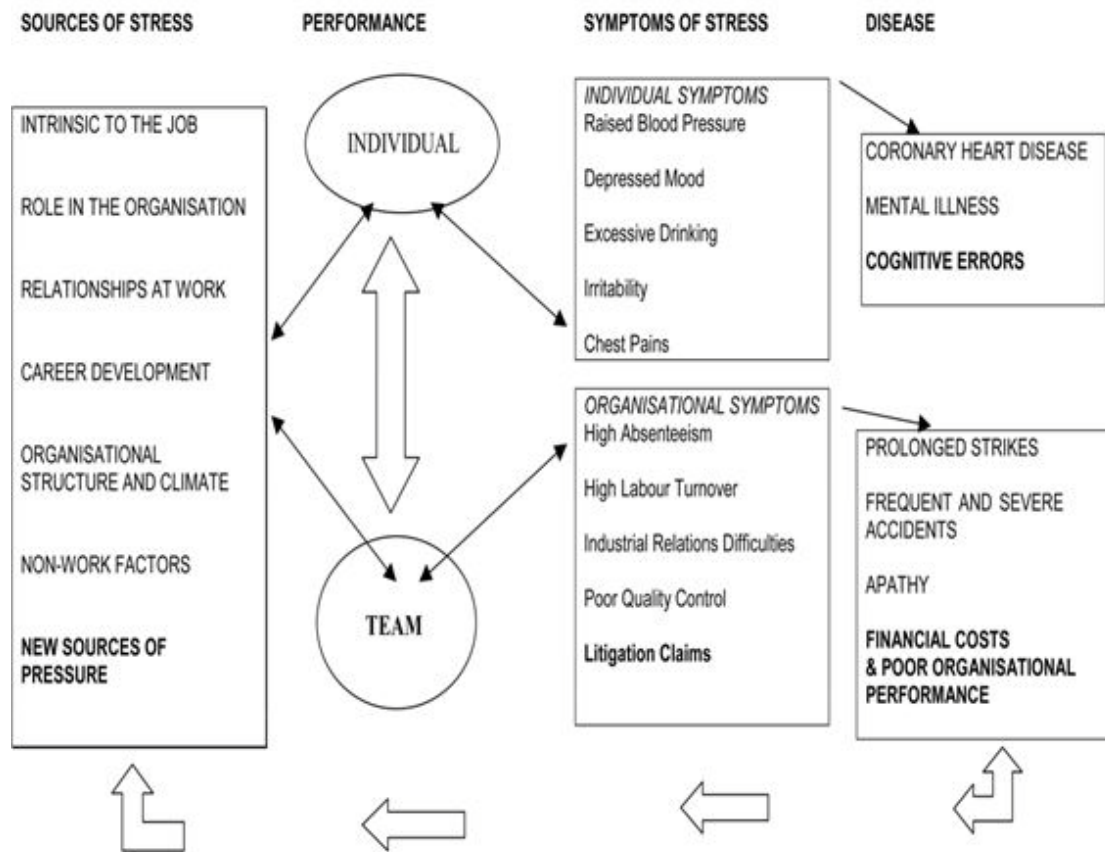 SOURCES OF STRESS
PERFORMANCE
SYMPTOMS OF STRESS
DISEASE
INTRINSIC TO THE JOB
ROLE IN THE ORGANISATION
RELATIONSHIPS AT WORK
CAREER DEVELOPMENT
ORGANISATIONAL
STRUCTURE AND CLIMATE
NON-WORK FACTORS
NEW SOURCES OF
PRESSURE
INDIVIDUAL
TEAM
INDIVIDUAL SYMPTOMS
Raised Blood Pressure
Depressed Mood
Excessive Drinking
Irritability
Chest Pains
ORGANISATIONAL SYMPTOMS
High Absenteeism
High Labour Turnover
Industrial Relations Difficulties
Poor Quality Control
Litigation Claims
CORONARY HEART DISEASE
MENTAL ILLNESS
COGNITIVE ERRORS
PROLONGED STRIKES
FREQUENT AND SEVERE
ACCIDENTS
APATHY
FINANCIAL COSTS
& POOR ORGANISATIONAL
PERFORMANCE